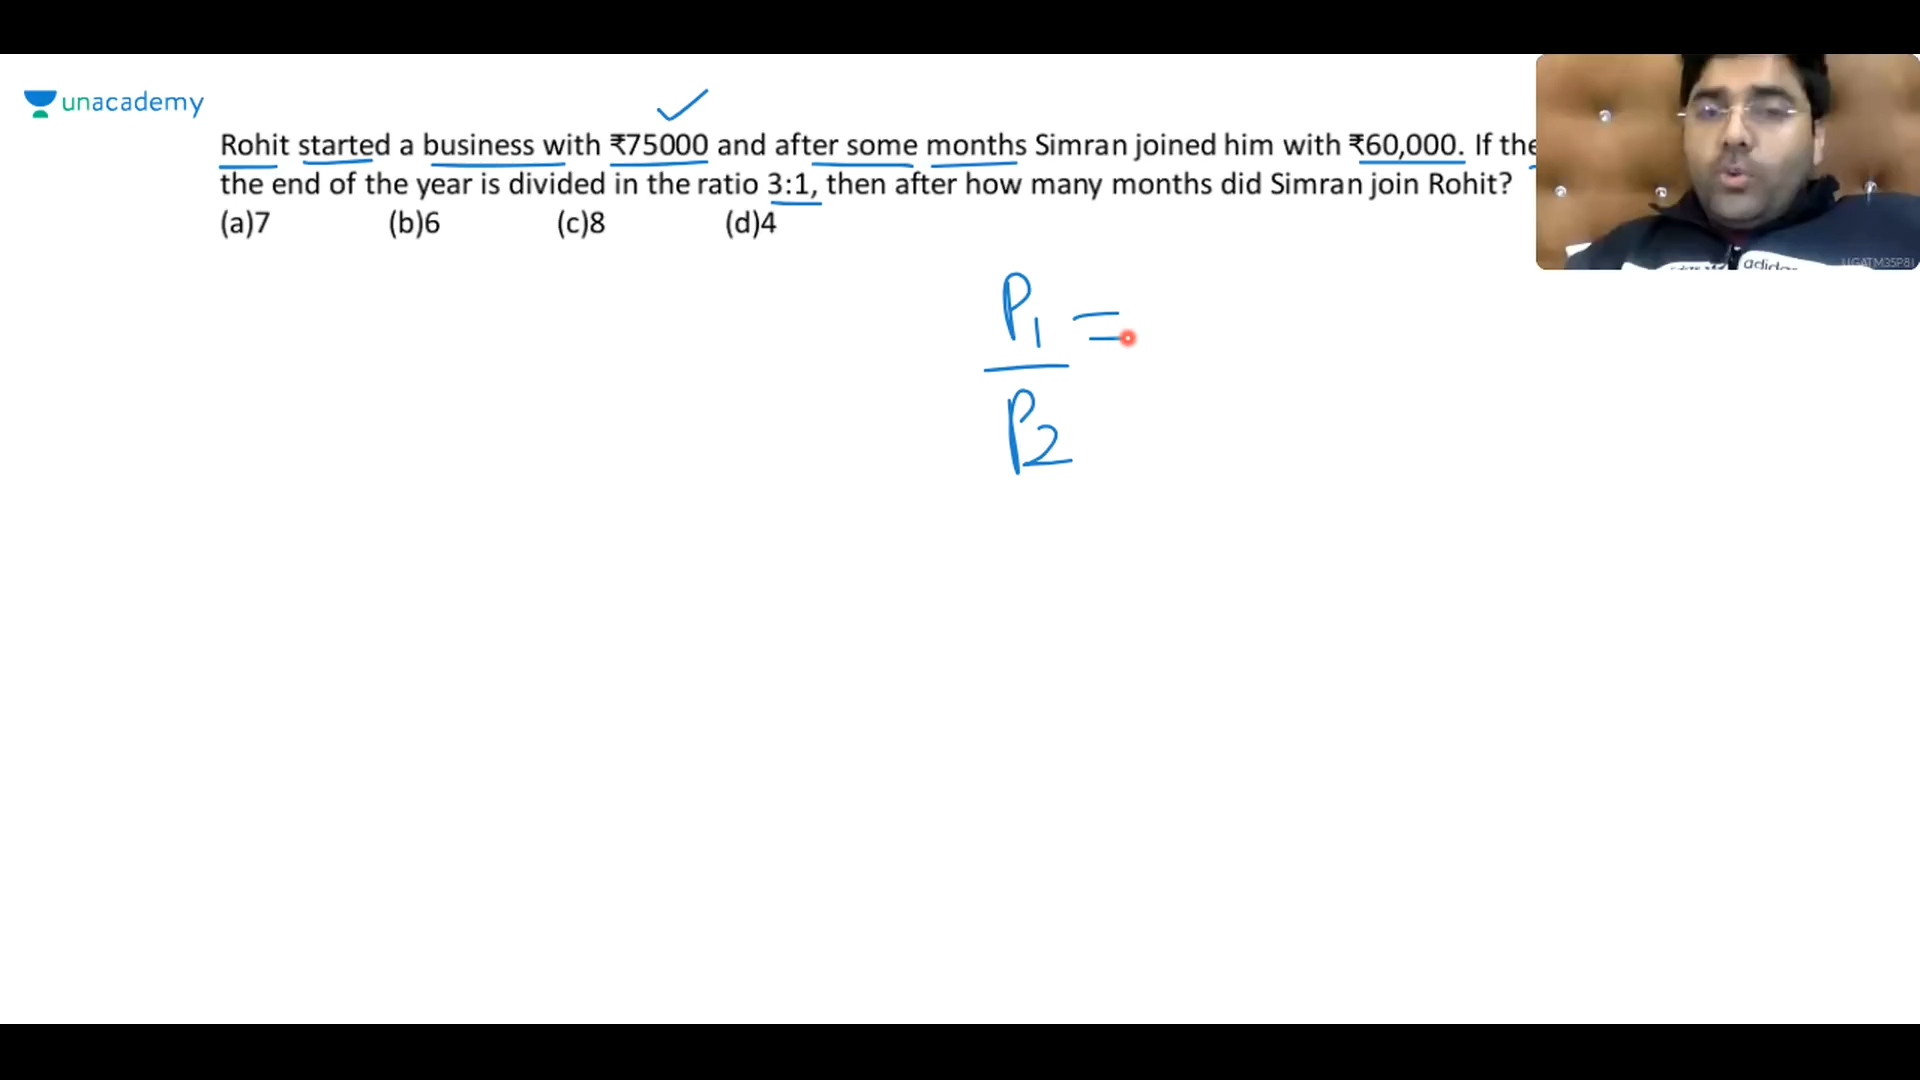 unacademy
Rohit started a business with ₹75000 and after some months Simran joined him with ₹60,000. If the
the end of the year is divided in the ratio 3:1, then after how many months did Simran join Rohit?
(a)7 (b)6 (c)8 (d)4
P1 =
P2
adidas
UGATM35P8I